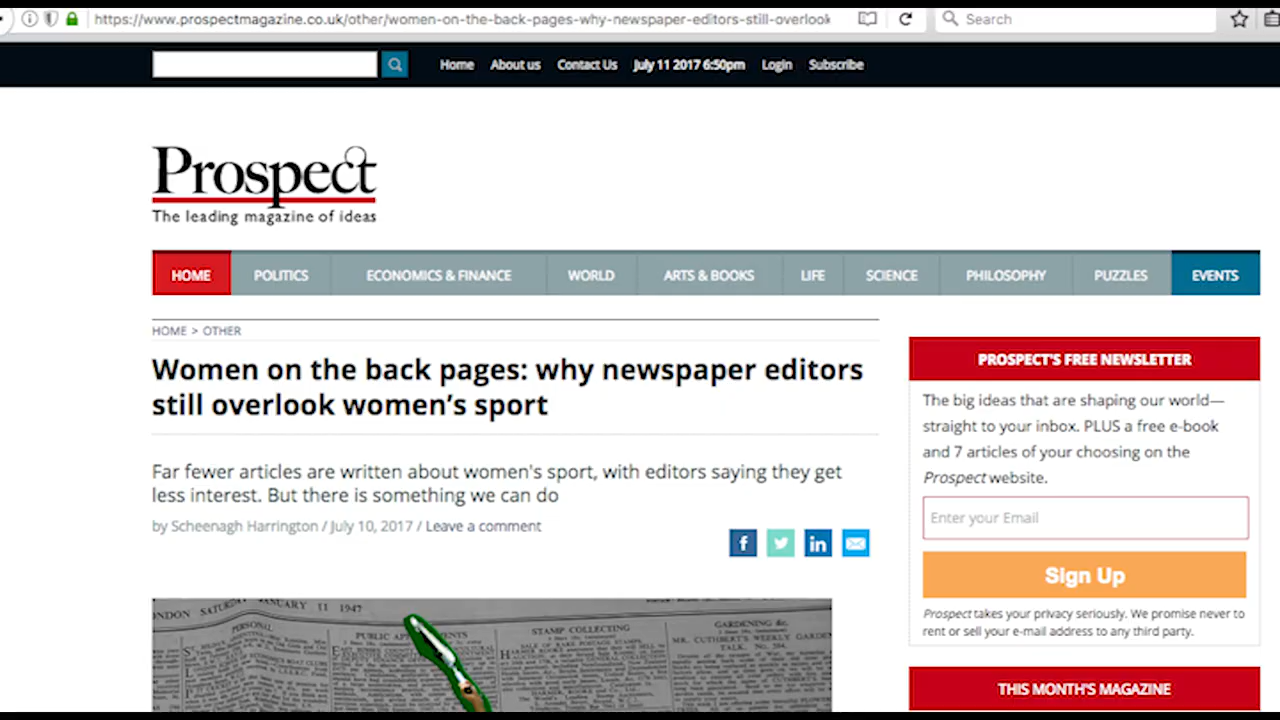 https://www.prospectmagazine.co.uk/other/women-on-the-back-pages-why-newspaper-editors-still-overlook
Search
Home About us Contact Us July 11 2017 6:50pm Login Subscribe
Prospect
The leading magazine of ideas
HOME POLITICS ECONOMICS & FINANCE WORLD ARTS & BOOKS LIFE SCIENCE PHILOSOPHY PUZZLES EVENTS
HOME > OTHER
Women on the back pages: why newspaper editors
still overlook women's sport
Far fewer articles are written about women's sport, with editors saying they get
less interest. But there is something we can do
by Scheenagh Harrington / July 10, 2017 / Leave a comment
PROSPECT'S FREE NEWSLETTER
The big ideas that are shaping our world—
straight to your inbox. PLUS a free e-book
and 7 articles of your choosing on the
Prospect website.
Enter your Email
Sign Up
Prospect takes your privacy seriously. We promise never to
rent or sell your e-mail address to any third party.
THIS MONTH'S MAGAZINE
JANUARY 11 1947
PERSONAL
STAMP COLLECTING
GARDENING &c.
MR. CUTHBERT'S WEEKLY GARDEN
TALK. No. 204.